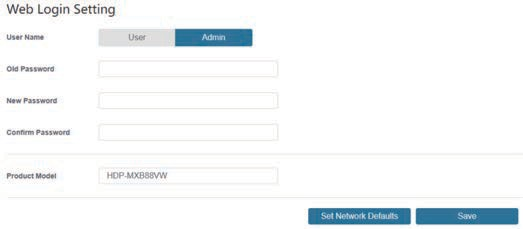 Web Login Setting
User Name User Admin
Old Password
New Password
Confirm Password
Product Model HDP-MXB88VW
Set Network Defaults Save